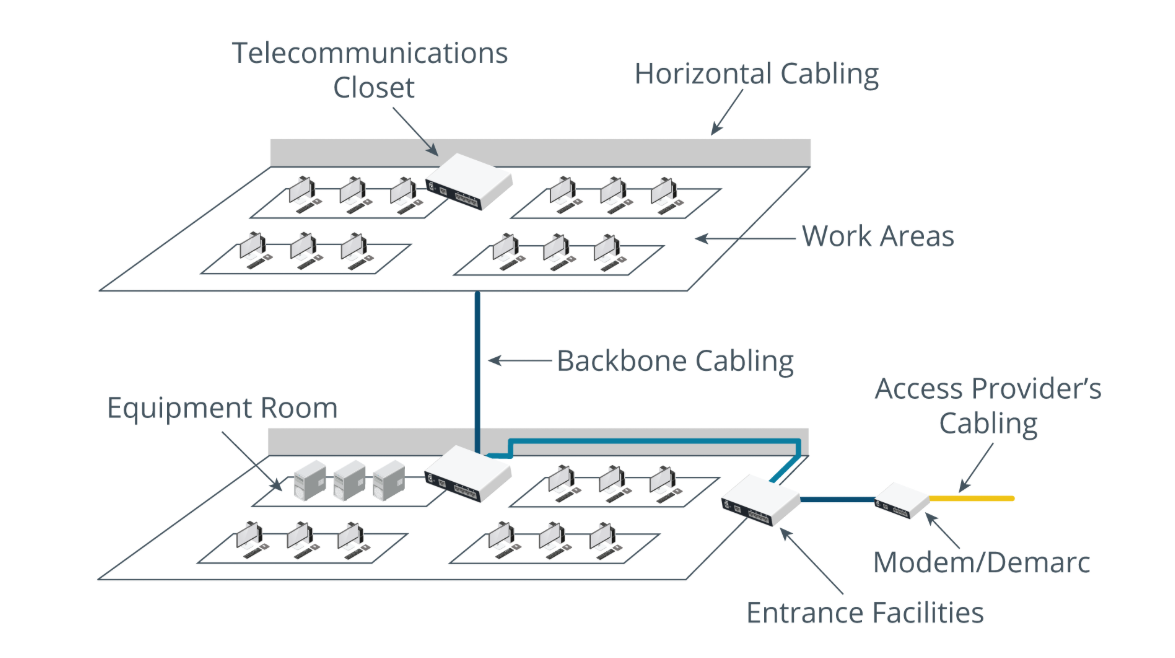 Telecommunications
Closet
Horizontal Cabling
Work Areas
Backbone Cabling
Equipment Room
Access Provider’s
Cabling
Modem/Demarc
Entrance Facilities